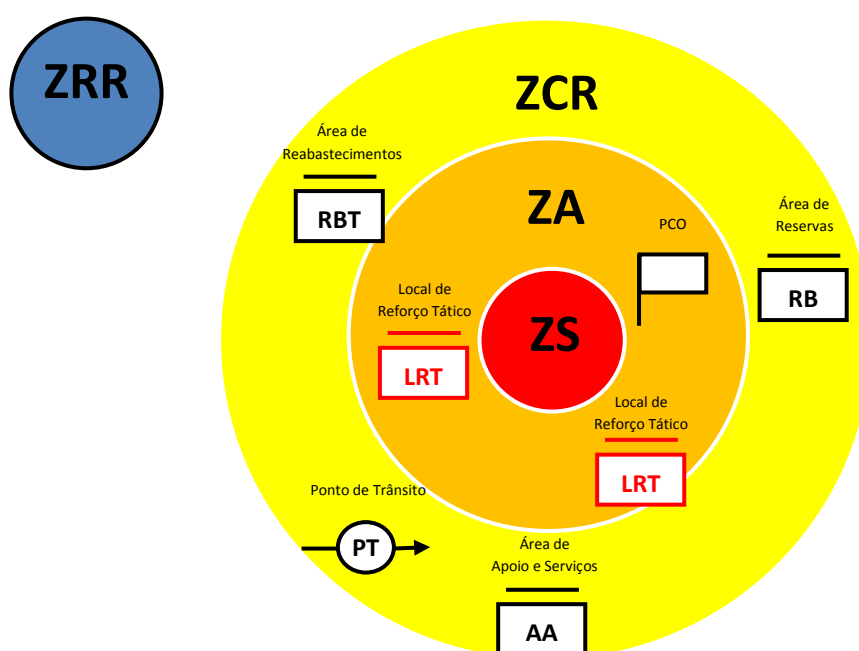 ZRR
ZCR
Área de
Reabastecimentos
RBT
ZA
PCO
Área de
Reservas
RB
Local de
Reforço Tático
LRT
ZS
Local de
Reforço Tático
LRT
Ponto de Trânsito
PT
Área de
Apoio e Serviços
AA